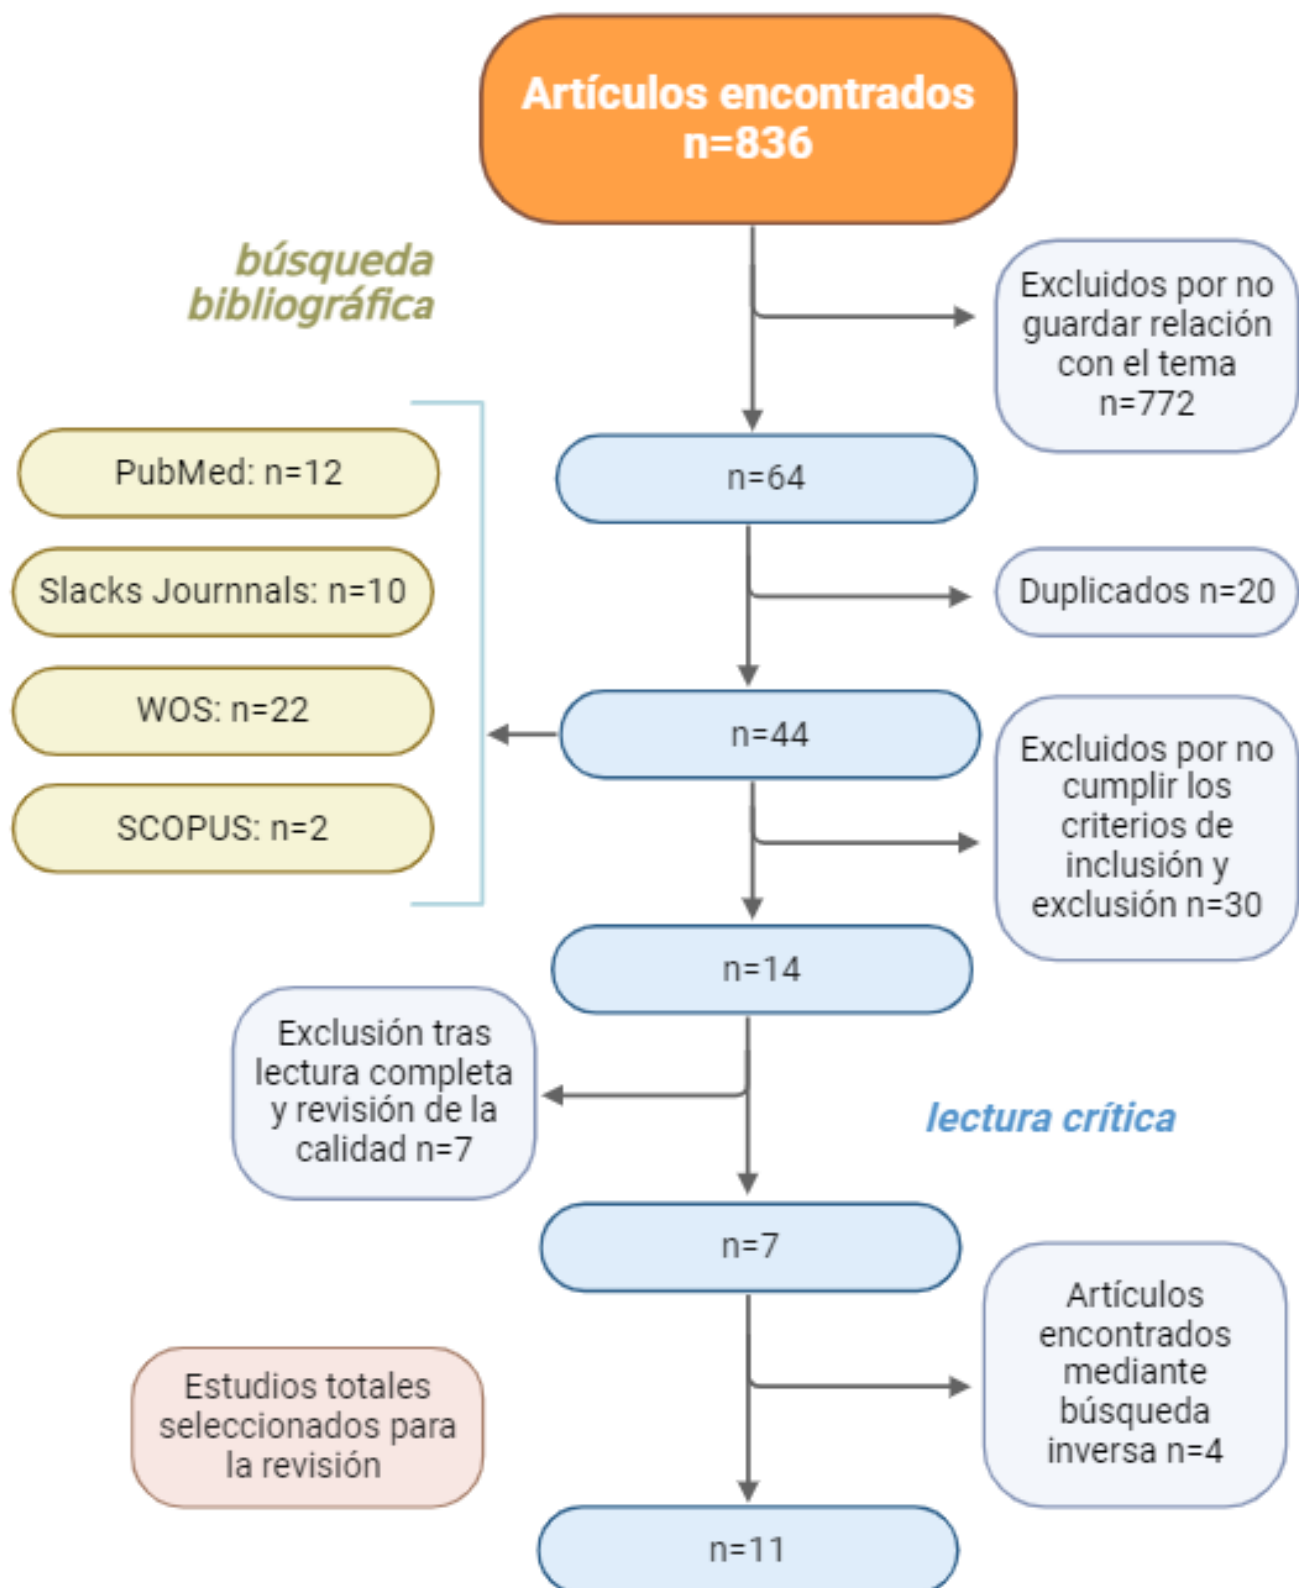 Artículos encontrados
n=836
búsqueda
bibliográfica
Excluidos por no
guardar relación
con el tema
n=772
PubMed: n=12
n=64
Slacks Journnals: n=10
Duplicados n=20
WOS: n=22
n=44
Excluidos por no
cumplir los
criterios de
inclusión y
exclusión n=30
SCOPUS: n=2
n=14
Exclusión tras
lectura completa
y revisión de la
calidad n=7
lectura crítica
n=7
Artículos
encontrados
mediante
búsqueda
inversa n=4
Estudios totales
seleccionados para
la revisión
n=11